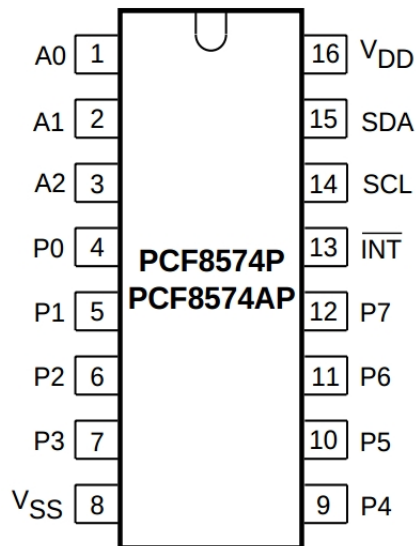 A0 1 16 VDD
A1 2 15 SDA
A2 3 14 SCL
P0 4 13 INT
PCF8574P
PCF8574AP
P1 5 12 P7
P2 6 11 P6
P3 7 10 P5
VSS 8 9 P4